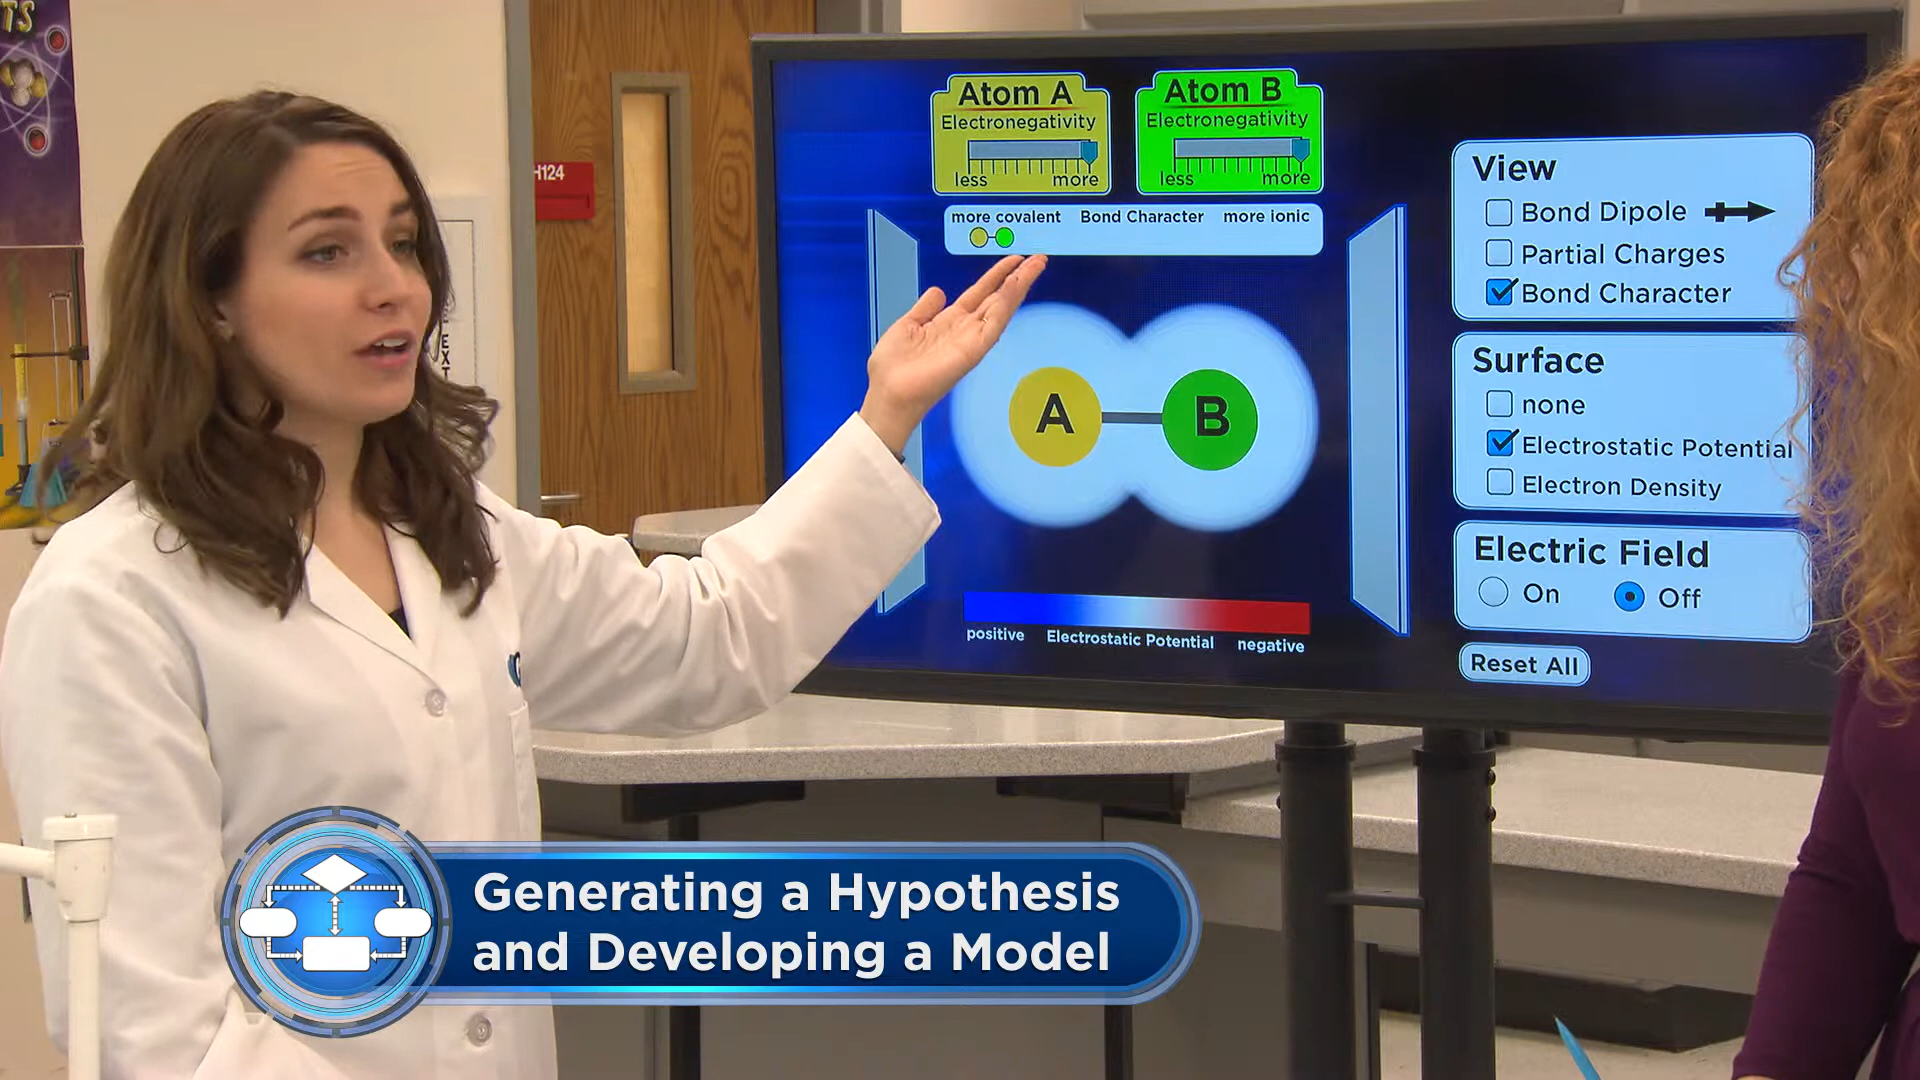 TS
H124
EXT
Atom A
Electronegativity
less more
Atom B
Electronegativity
less more
more covalent Bond Character more ionic
A B
positive Electrostatic Potential negative
View
Bond Dipole
Partial Charges
Bond Character
Surface
none
Electrostatic Potential
Electron Density
Electric Field
On Off
Reset All
Generating a Hypothesis
and Developing a Model